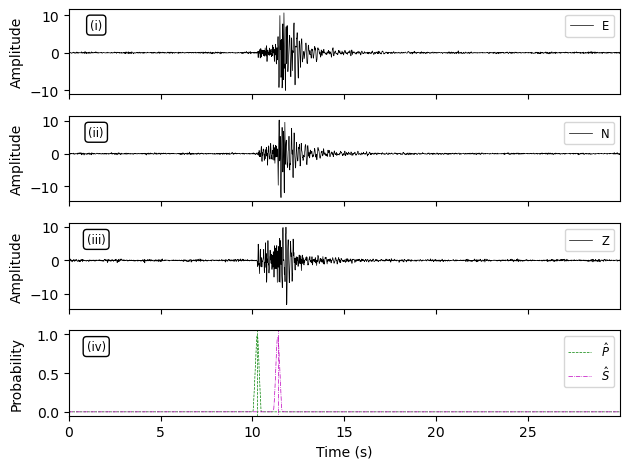 Amplitude
10
0
−10
(i)
E
Amplitude
10
0
−10
(ii)
N
Amplitude
10
0
−10
(iii)
Z
Probability
1.0
0.5
0.0
(iv)
P̂
Ŝ
0 5 10 15 20 25
Time (s)